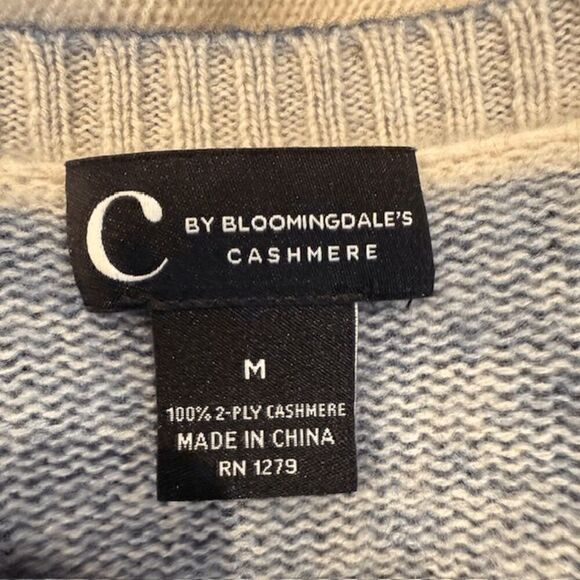 C
BY BLOOMINGDALE'S
CASHMERE
M
100% 2-PLY CASHMERE
MADE IN CHINA
RN 1279